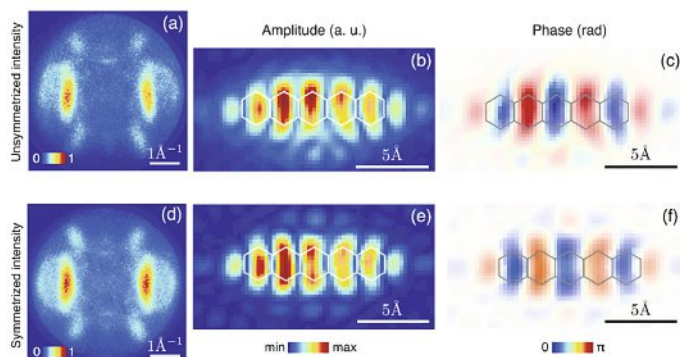 Amplitude (a. u.)
Phase (rad)
Unsymmetrized intensity
(a)
(b)
(c)
0
1
1Å⁻¹
5Å
5Å
Symmetrized intensity
(d)
(e)
(f)
0
1
1Å⁻¹
5Å
5Å
min
max
0
π